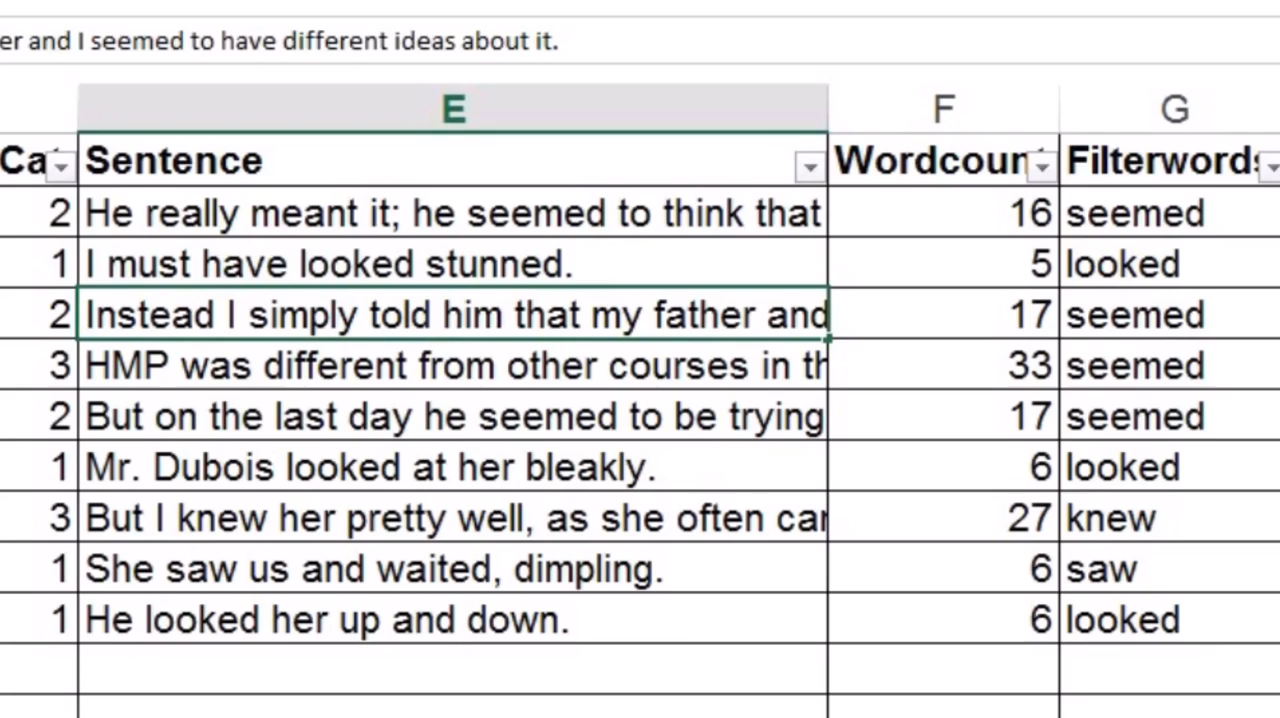 er and I seemed to have different ideas about it.
E F G
Ca Sentence Wordcoun Filterwords
2 He really meant it; he seemed to think that 16 seemed
1 I must have looked stunned. 5 looked
2 Instead I simply told him that my father and 17 seemed
3 HMP was different from other courses in th 33 seemed
2 But on the last day he seemed to be trying 17 seemed
1 Mr. Dubois looked at her bleakly. 6 looked
3 But I knew her pretty well, as she often car 27 knew
1 She saw us and waited, dimpling. 6 saw
1 He looked her up and down. 6 looked